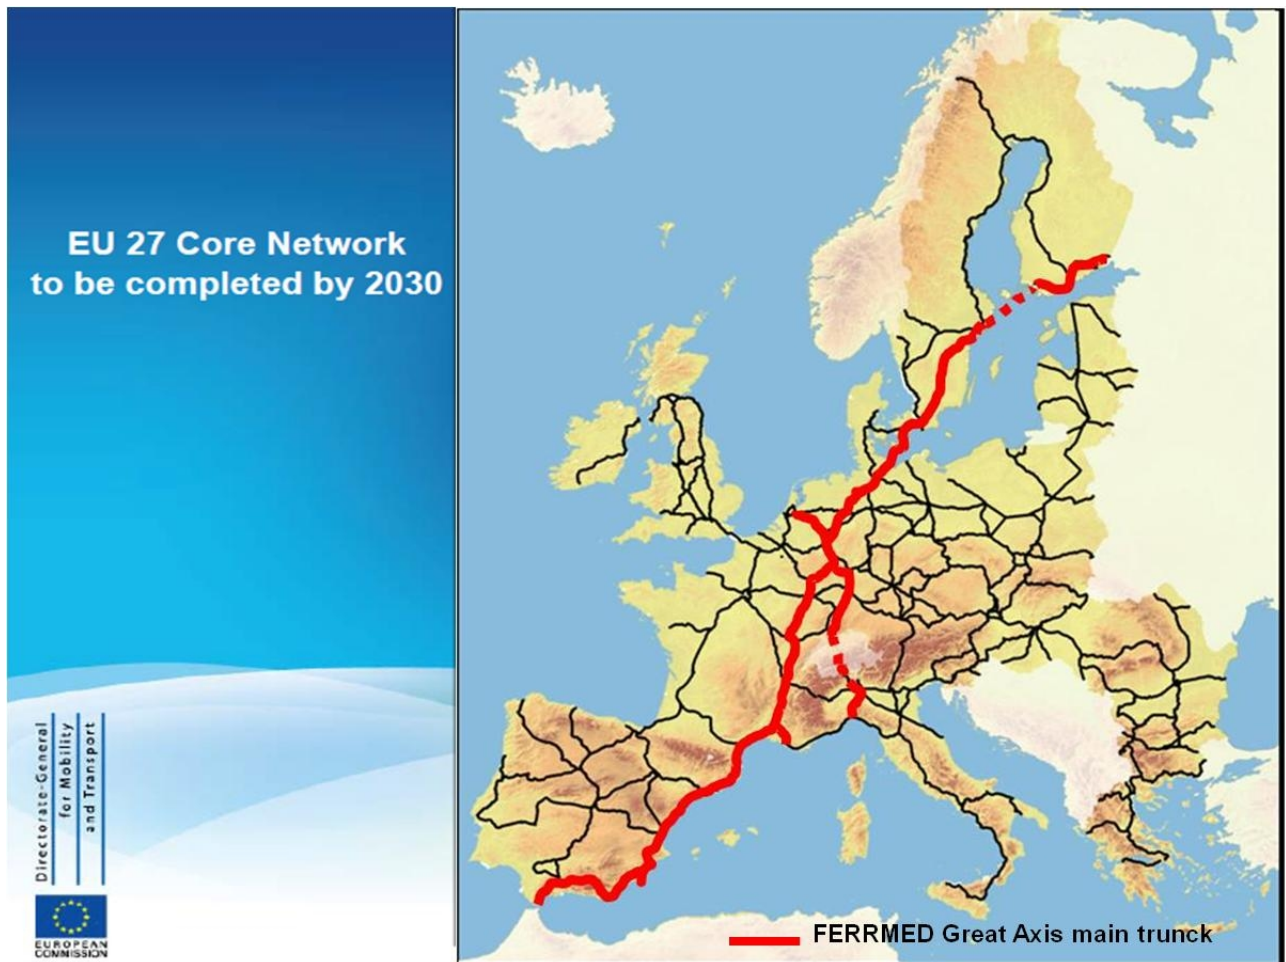 EU 27 Core Network
to be completed by 2030
Directorate-General
for Mobility
and Transport
EUROPEAN
COMMISSION
FERRMED Great Axis main trunck